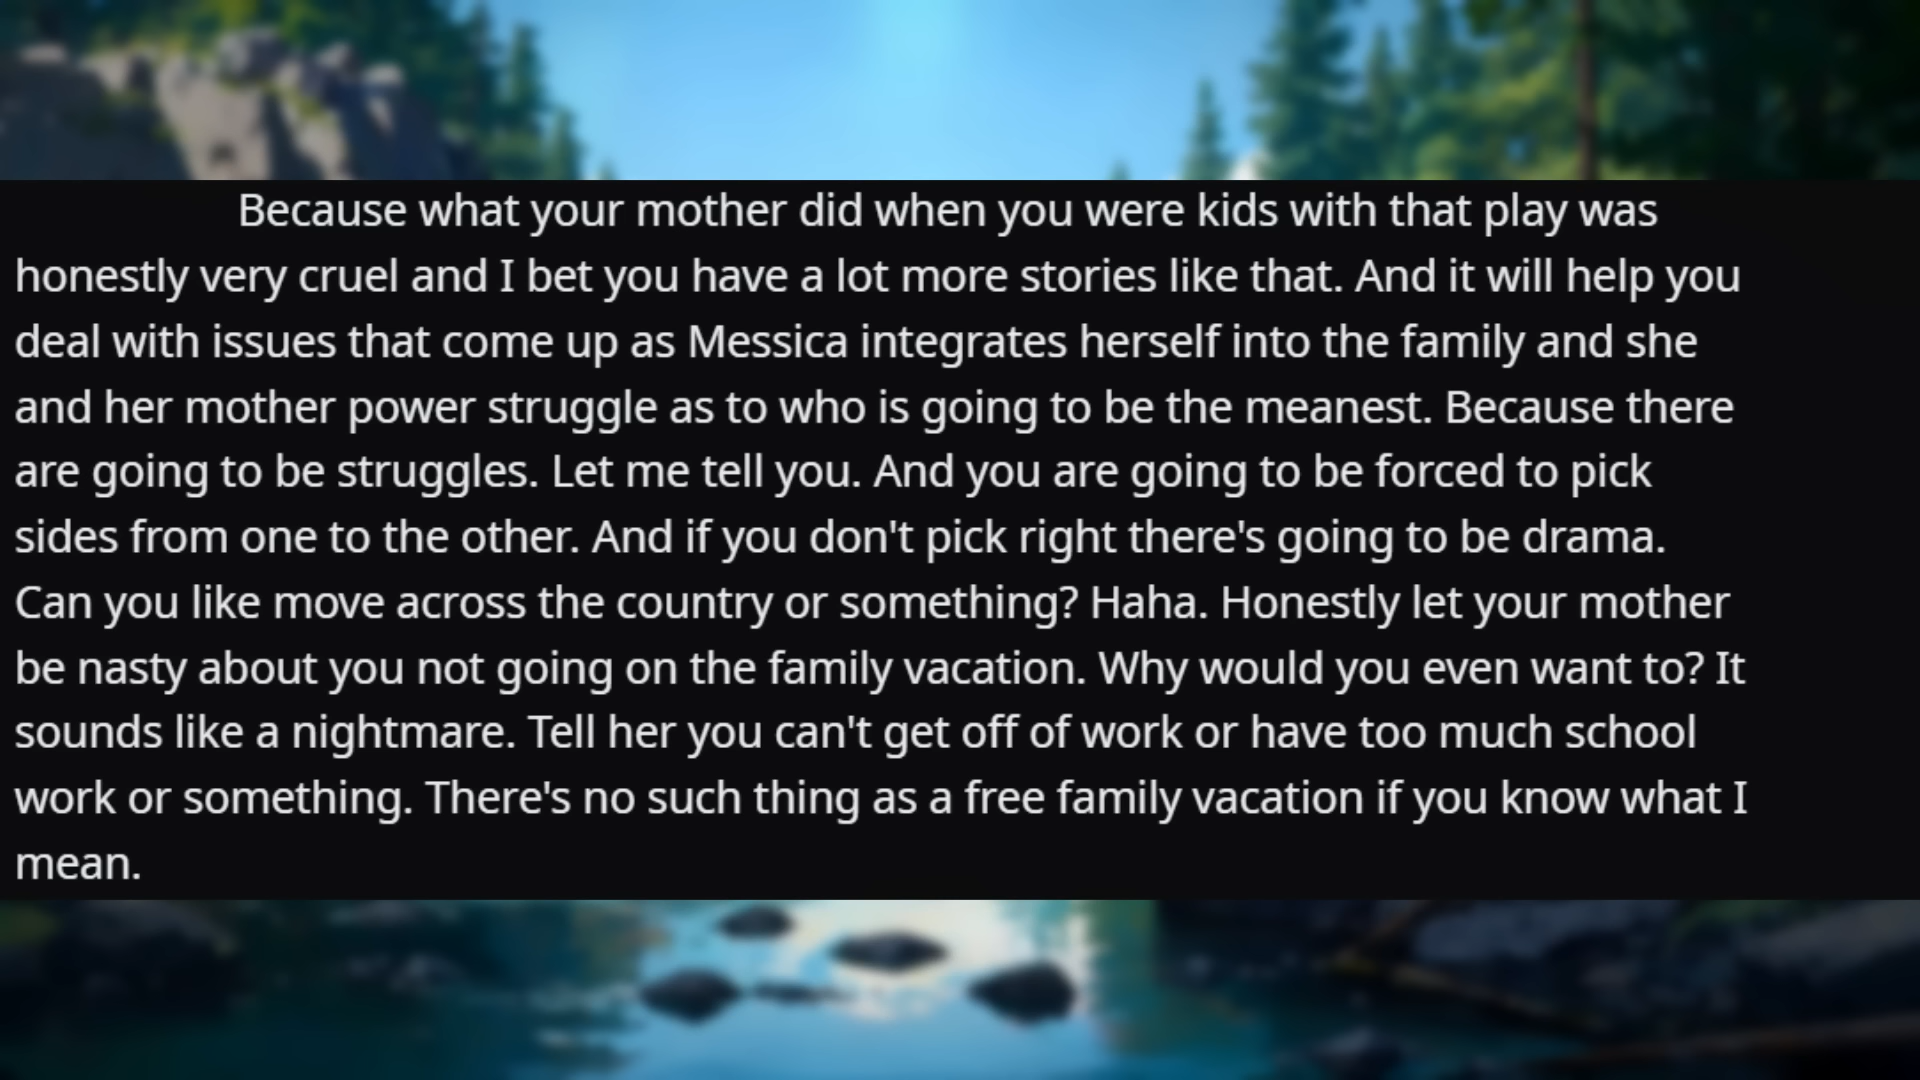 Because what your mother did when you were kids with that play was
honestly very cruel and I bet you have a lot more stories like that. And it will help you
deal with issues that come up as Messica integrates herself into the family and she
and her mother power struggle as to who is going to be the meanest. Because there
are going to be struggles. Let me tell you. And you are going to be forced to pick
sides from one to the other. And if you don't pick right there's going to be drama.
Can you like move across the country or something? Haha. Honestly let your mother
be nasty about you not going on the family vacation. Why would you even want to? It
sounds like a nightmare. Tell her you can't get off of work or have too much school
work or something. There's no such thing as a free family vacation if you know what I
mean.